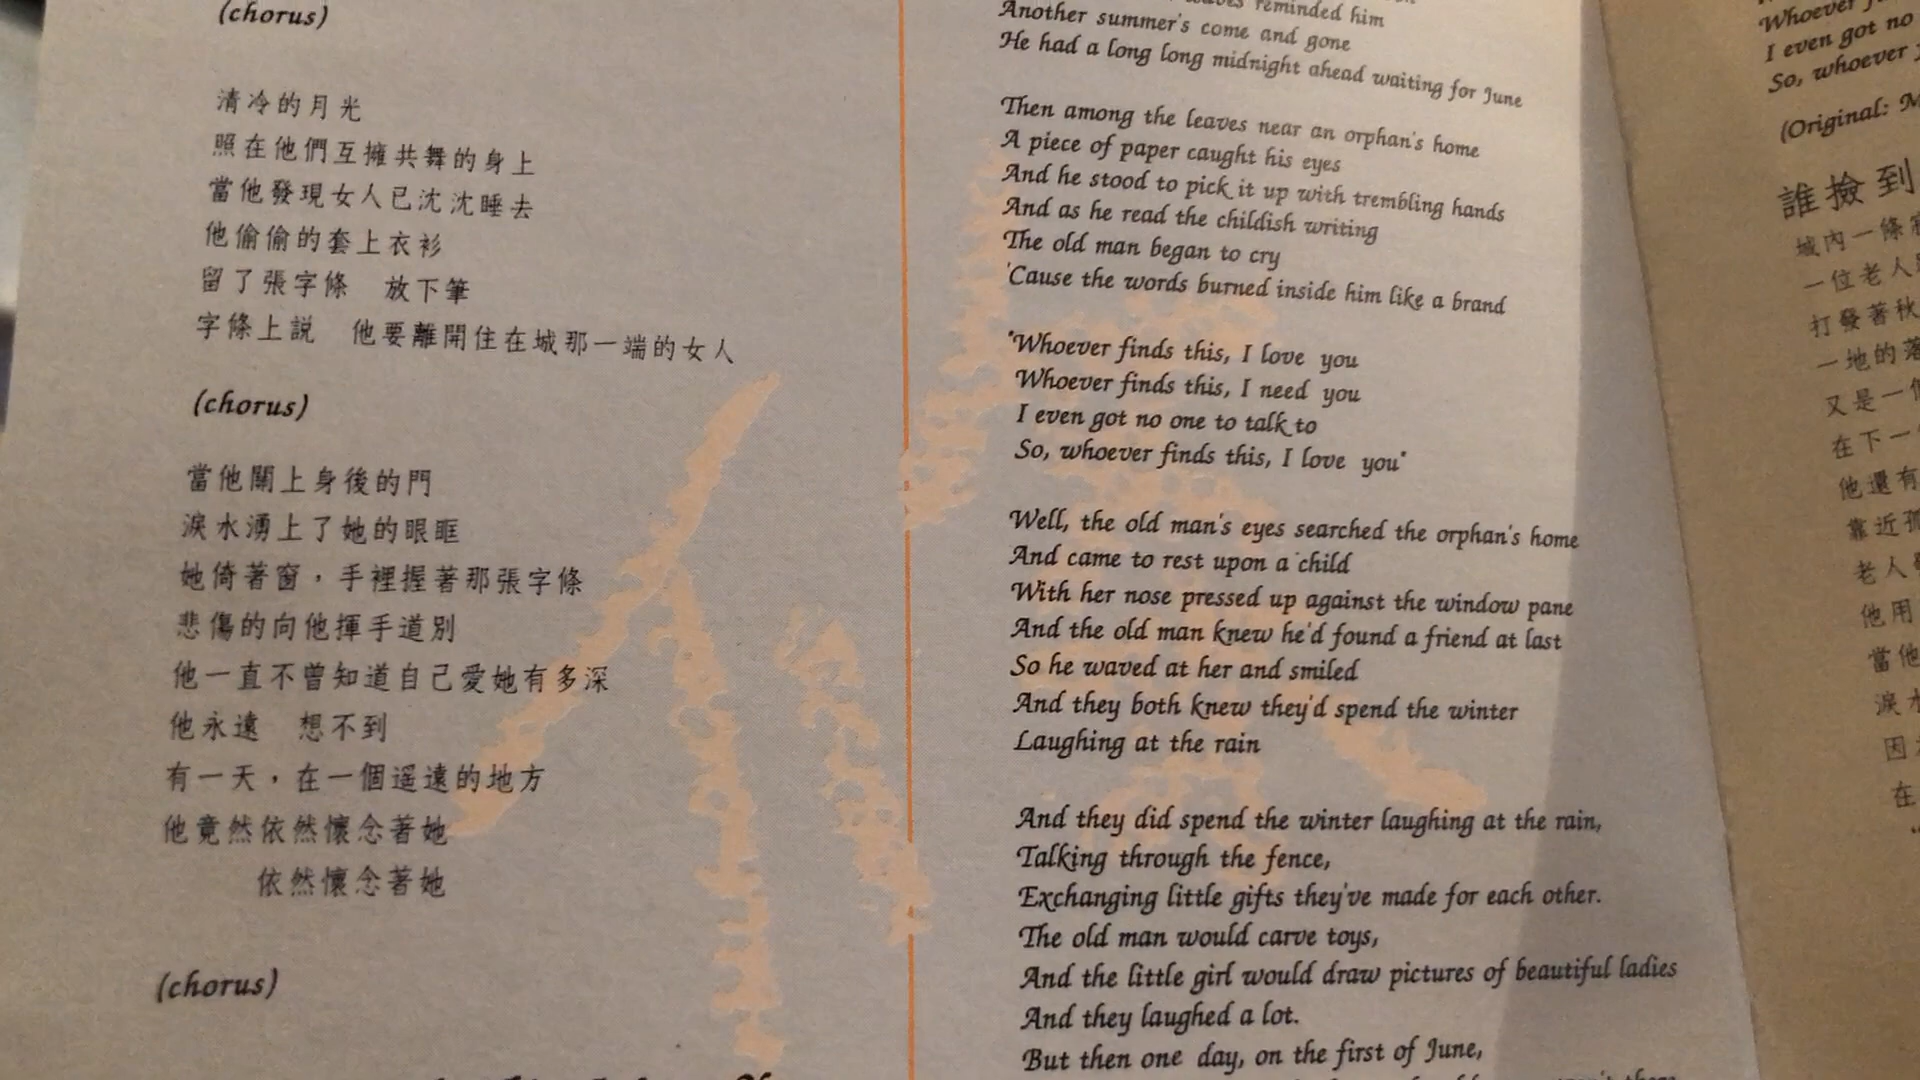 (chorus)
清冷的月光
照在他們互擁共舞的身上
當他發現女人已沈沈睡去
他偷偷的套上衣衫
留了張字條　放下筆
字條上説　他要離開住在城那一端的女人
(chorus)
當他關上身後的門
淚水湧上了她的眼眶
她倚著窗，手裡握著那張字條
悲傷的向他揮手道別
他一直不曾知道自己愛她有多深
他永遠　想不到
有一天，在一個遥遠的地方
他竟然依然懷念著她
依然懷念著她
(chorus)
reminded him
Another summer's come and gone
He had a long long midnight ahead waiting for June
Then among the leaves near an orphan's home
A piece of paper caught his eyes
And he stood to pick it up with trembling hands
And as he read the childish writing
The old man began to cry
'Cause the words burned inside him like a brand
"Whoever finds this, I love you
Whoever finds this, I need you
I even got no one to talk to
So, whoever finds this, I love you"
Well, the old man's eyes searched the orphan's home
And came to rest upon a child
With her nose pressed up against the window pane
And the old man knew he'd found a friend at last
So he waved at her and smiled
And they both knew they'd spend the winter
Laughing at the rain
And they did spend the winter laughing at the rain,
Talking through the fence,
Exchanging little gifts they've made for each other.
The old man would carve toys,
And the little girl would draw pictures of beautiful ladies
And they laughed a lot.
But then one day, on the first of June,
Whoever
I even got no
So, whoever
(Original:
誰撿到
城內一條
一位老人
打發著秋
一地的落
又是一個
在下一
他還有
靠近孤
老人
他用
當他
淚水
因
在